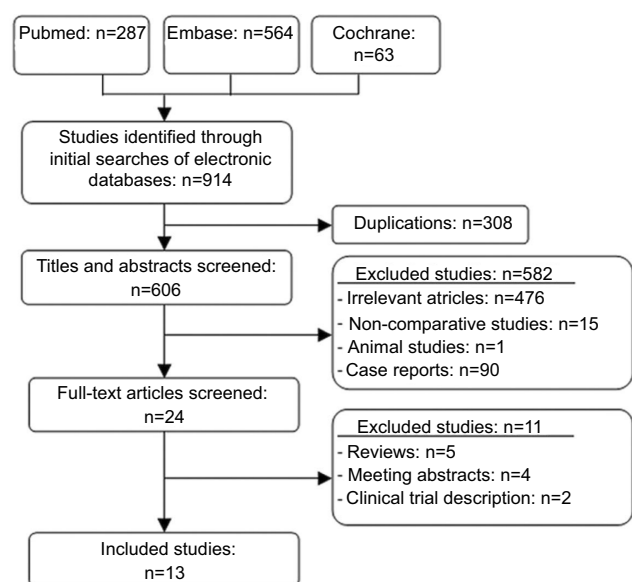 Pubmed: n=287
Embase: n=564
Cochrane:
n=63
Studies identified through
initial searches of electronic
databases: n=914
Duplications: n=308
Titles and abstracts screened:
n=606
Excluded studies: n=582
- Irrelevant atricles: n=476
- Non-comparative studies: n=15
- Animal studies: n=1
- Case reports: n=90
Full-text articles screened:
n=24
Excluded studies: n=11
- Reviews: n=5
- Meeting abstracts: n=4
- Clinical trial description: n=2
Included studies:
n=13